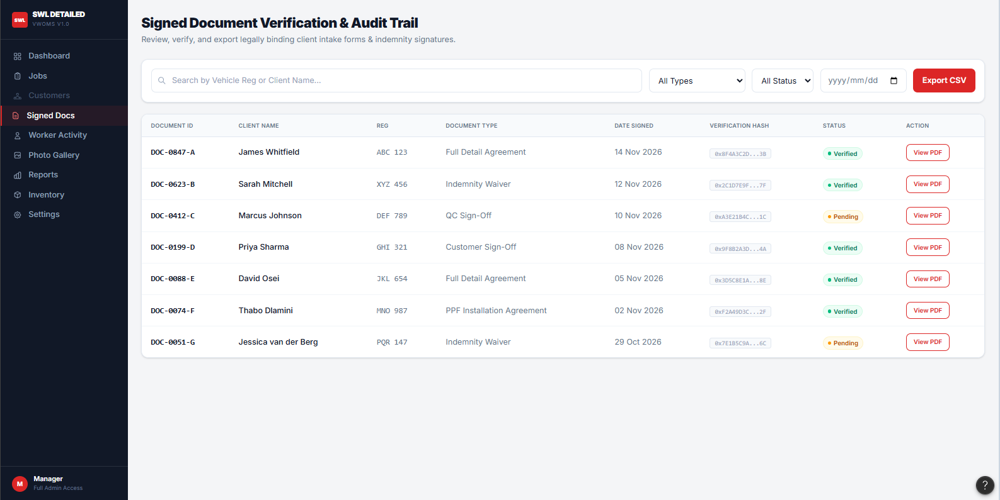 SWL
SWL DETAILED
VWOMS V1.0
Dashboard
Jobs
Customers
Signed Docs
Worker Activity
Photo Gallery
Reports
Inventory
Settings
M
Manager
Full Admin Access
Signed Document Verification & Audit Trail
Review, verify, and export legally binding client intake forms & indemnity signatures.
Search by Vehicle Reg or Client Name... All Types All Status yyyy/mm/dd Export CSV
DOCUMENT ID CLIENT NAME REG DOCUMENT TYPE DATE SIGNED VERIFICATION HASH STATUS ACTION
DOC-0847-A James Whitfield ABC 123 Full Detail Agreement 14 Nov 2026 0x8F4A3C2D...3B Verified View PDF
DOC-0623-B Sarah Mitchell XYZ 456 Indemnity Waiver 12 Nov 2026 0x2C1D7E9F...7F Verified View PDF
DOC-0412-C Marcus Johnson DEF 789 QC Sign-Off 10 Nov 2026 0xA3E21B4C...1C Pending View PDF
DOC-0199-D Priya Sharma GHI 321 Customer Sign-Off 08 Nov 2026 0x9F8B2A3D...4A Verified View PDF
DOC-0088-E David Osei JKL 654 Full Detail Agreement 05 Nov 2026 0x3D5C8E1A...8E Verified View PDF
DOC-0074-F Thabo Dlamini MNO 987 PPF Installation Agreement 02 Nov 2026 0xF2A49D3C...2F Verified View PDF
DOC-0051-G Jessica van der Berg PQR 147 Indemnity Waiver 29 Oct 2026 0x7E1B5C9A...6C Pending View PDF
?